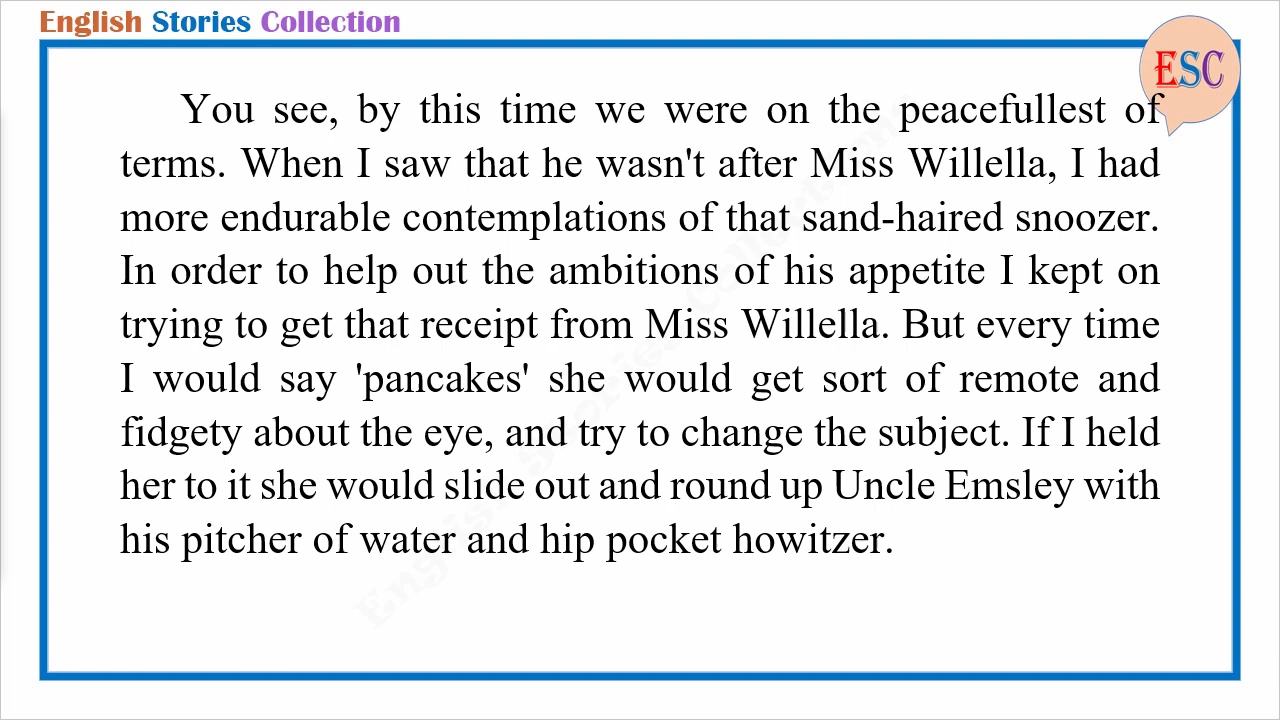 English Stories Collection
ESC
You see, by this time we were on the peacefullest of
terms. When I saw that he wasn't after Miss Willella, I had
more endurable contemplations of that sand-haired snoozer.
In order to help out the ambitions of his appetite I kept on
trying to get that receipt from Miss Willella. But every time
I would say 'pancakes' she would get sort of remote and
fidgety about the eye, and try to change the subject. If I held
her to it she would slide out and round up Uncle Emsley with
his pitcher of water and hip pocket howitzer.